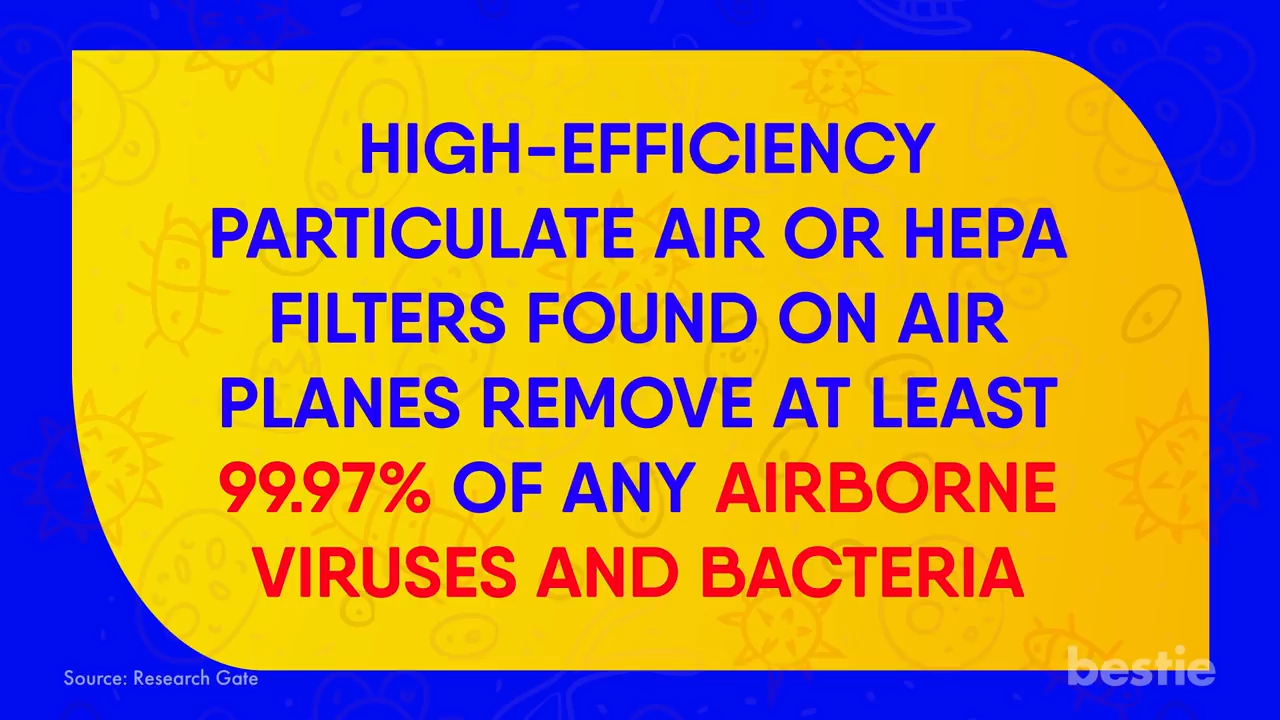 HIGH-EFFICIENCY
PARTICULATE AIR OR HEPA
FILTERS FOUND ON AIR
PLANES REMOVE AT LEAST
99.97% OF ANY AIRBORNE
VIRUSES AND BACTERIA
Source: Research Gate
bestie